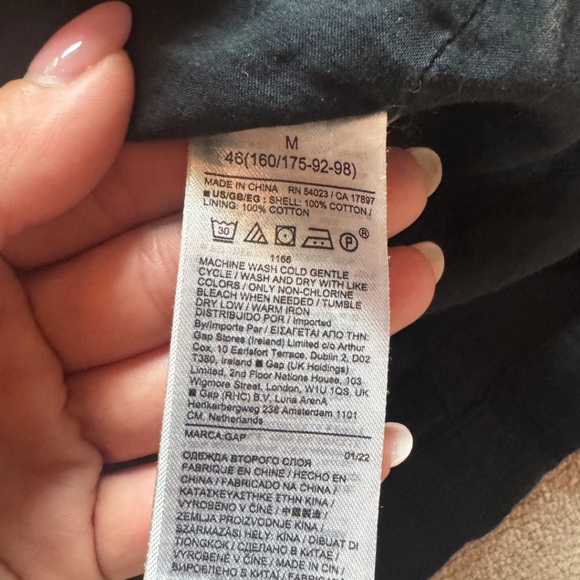 M
46(160/175-92-98)
MADE IN CHINA RN 54023 / CA 17897
■ US/GB/EG : SHELL: 100% COTTON /
LINING: 100% COTTON
30 P ®
1166
MACHINE WASH COLD GENTLE
CYCLE / WASH AND DRY WITH LIKE
COLORS / ONLY NON-CHLORINE
BLEACH WHEN NEEDED / TUMBLE
DRY LOW / WARM IRON
DISTRIBUIDO POR / Imported
By/Importe Par / ΕΙΣΑΓΕΤΑΙ ΑΠΟ ΤΗΝ:
Gap Stores (Ireland) Limited c/o Arthur
Cox, 10 Earlsfort Terrace, Dublin 2, D02
T380, Ireland ■ Gap (UK Holdings)
Limited, 2nd Floor Nations House, 103
Wigmore Street, London, W1U 1QS, UK
■ Gap (RHC) B.V. Luna ArenA
Herikerbergweg 238 Amsterdam 1101
CM, Netherlands
MARCA:GAP 01/22
ОДЕЖДА ВТОРОГО СЛОЯ
FABRIQUÉ EN CHINE / HECHO EN
CHINA / FABRICADO NA CHINA /
ΚΑΤΑΣΚΕΥΑΣΤΗΚΕ ΣΤΗΝ ΚΙΝΑ /
VYROBENO V ČÍNĚ / 中國製造 /
ZEMLJA PROIZVODNJE KINA /
SZÁRMAZÁSI HELY: KÍNA / DIBUAT DI
TIONGKOK / СДЕЛАНО В КИТАЕ /
VYROBENÉ V ČÍNE / MADE IN CIN /